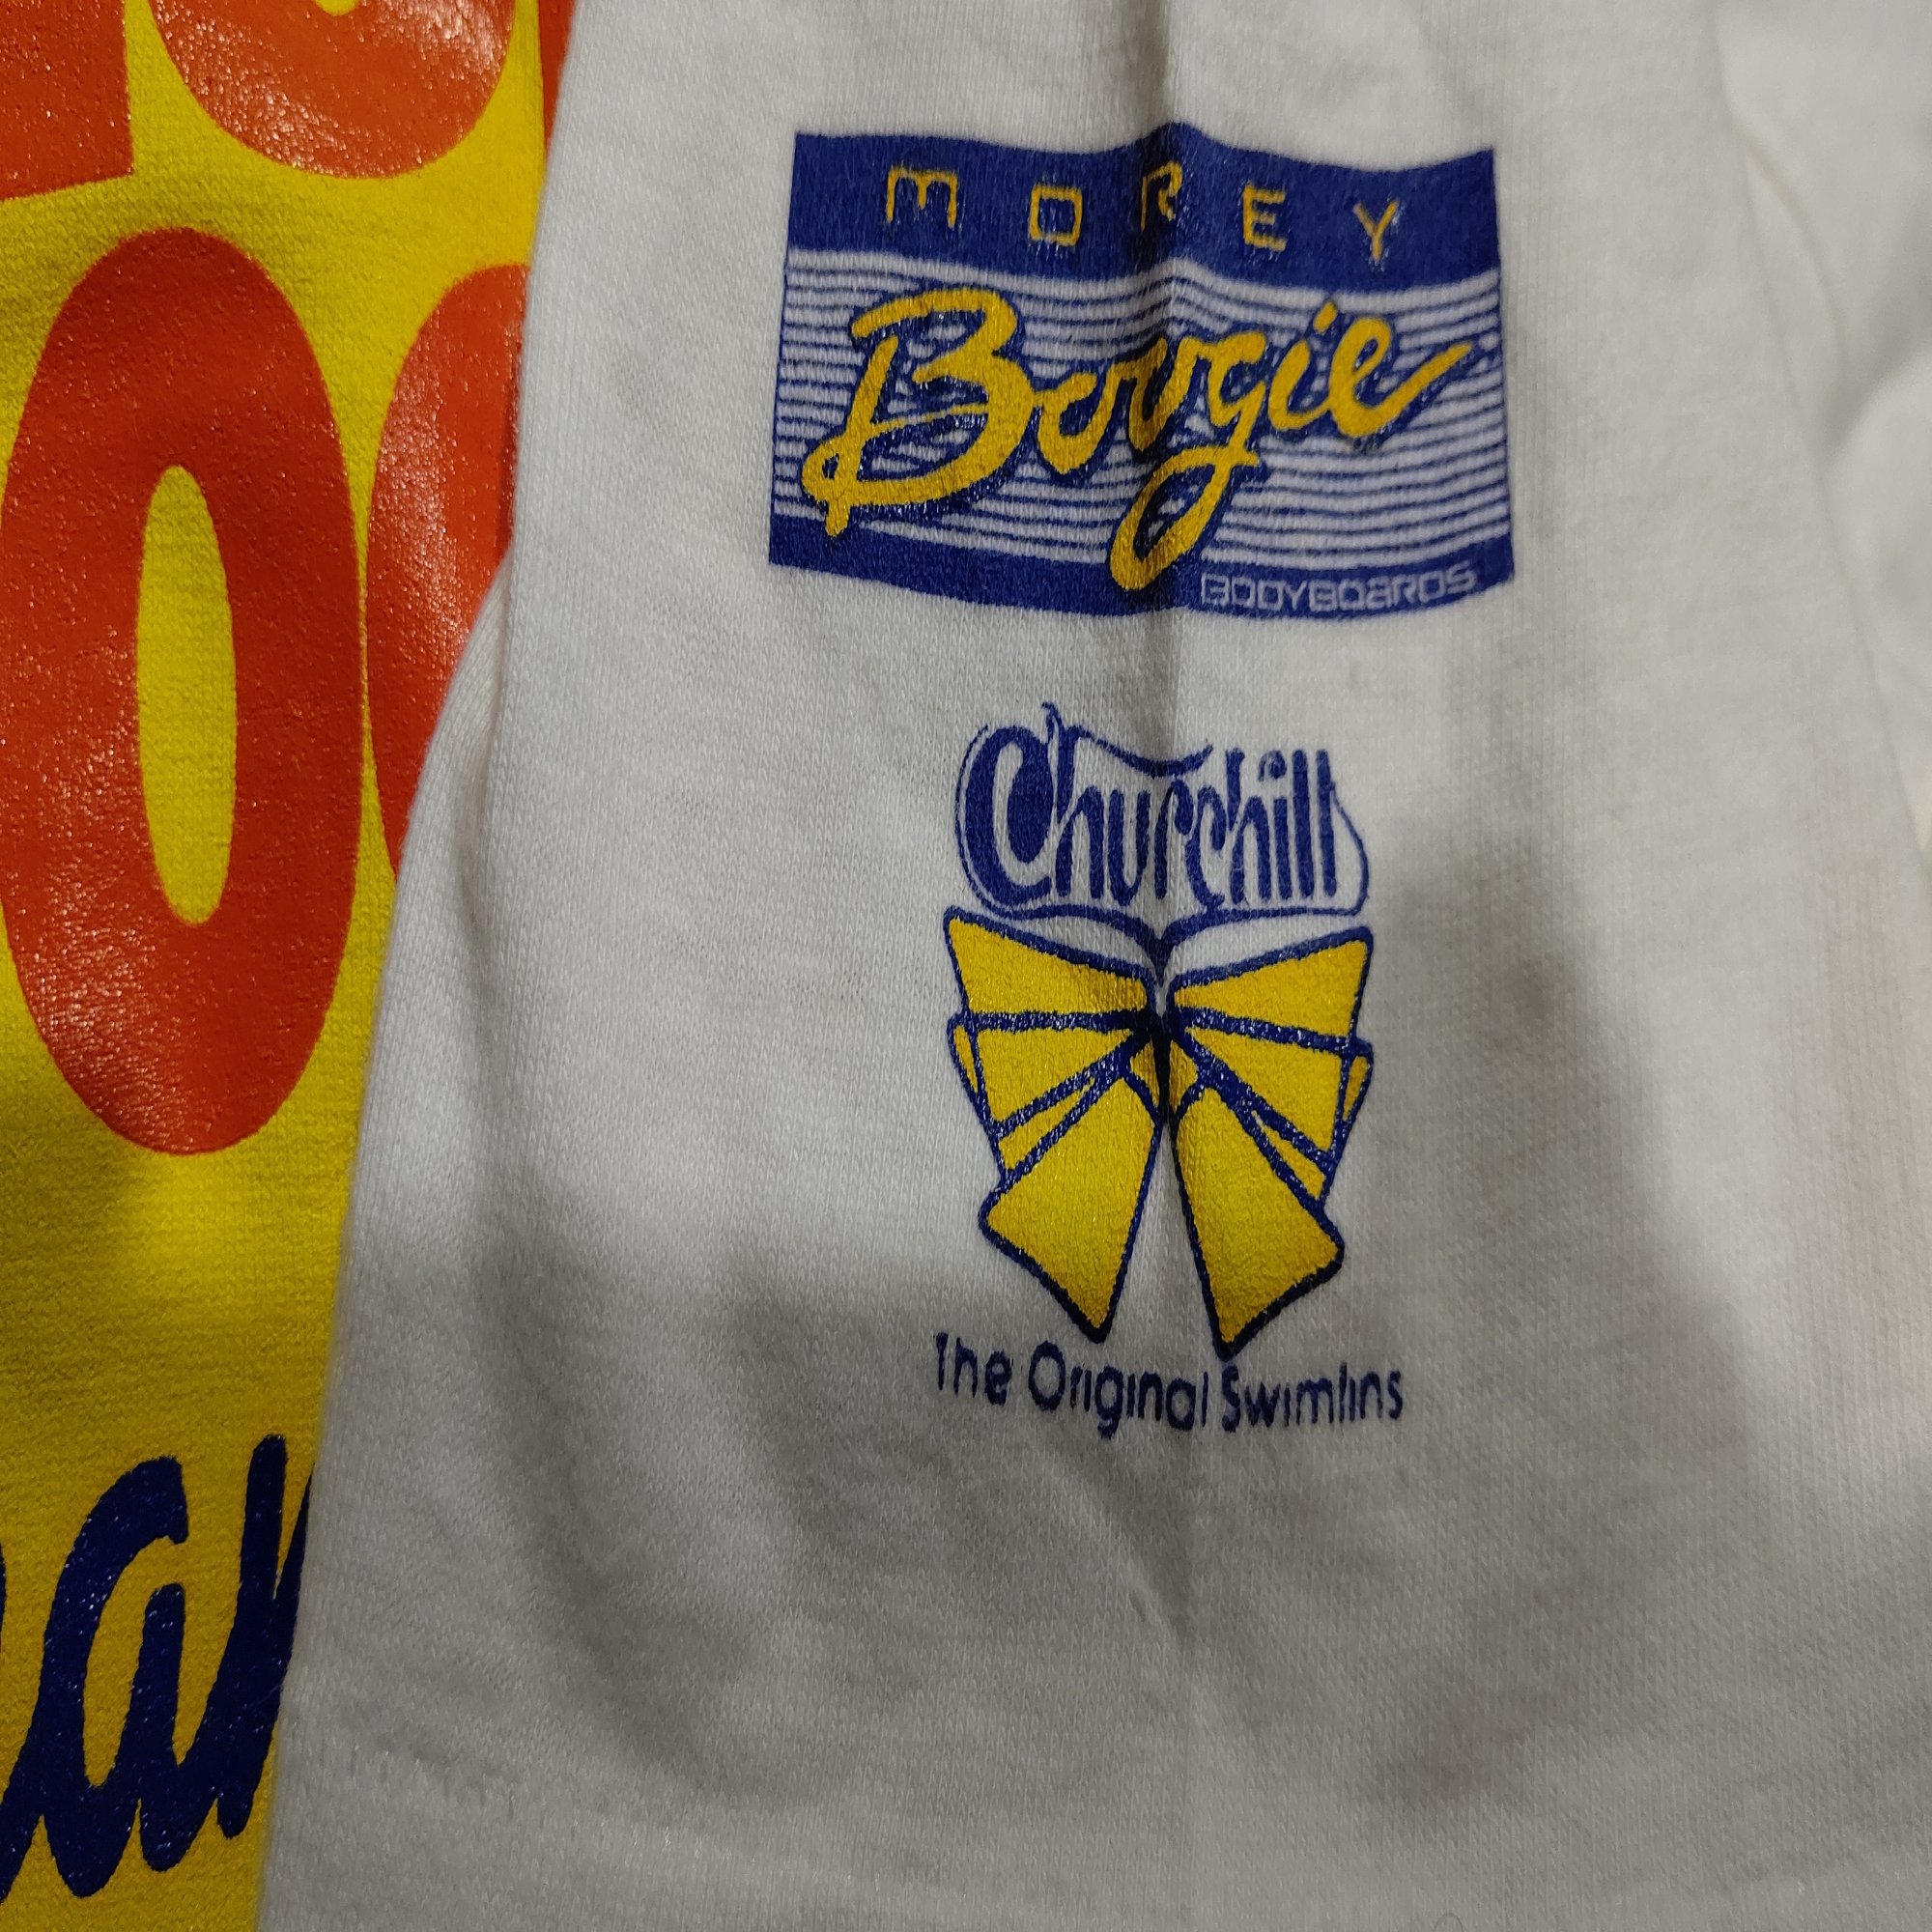 MOREY
Boogie
BODYBOARDS
Churchill
The Original Swimfins